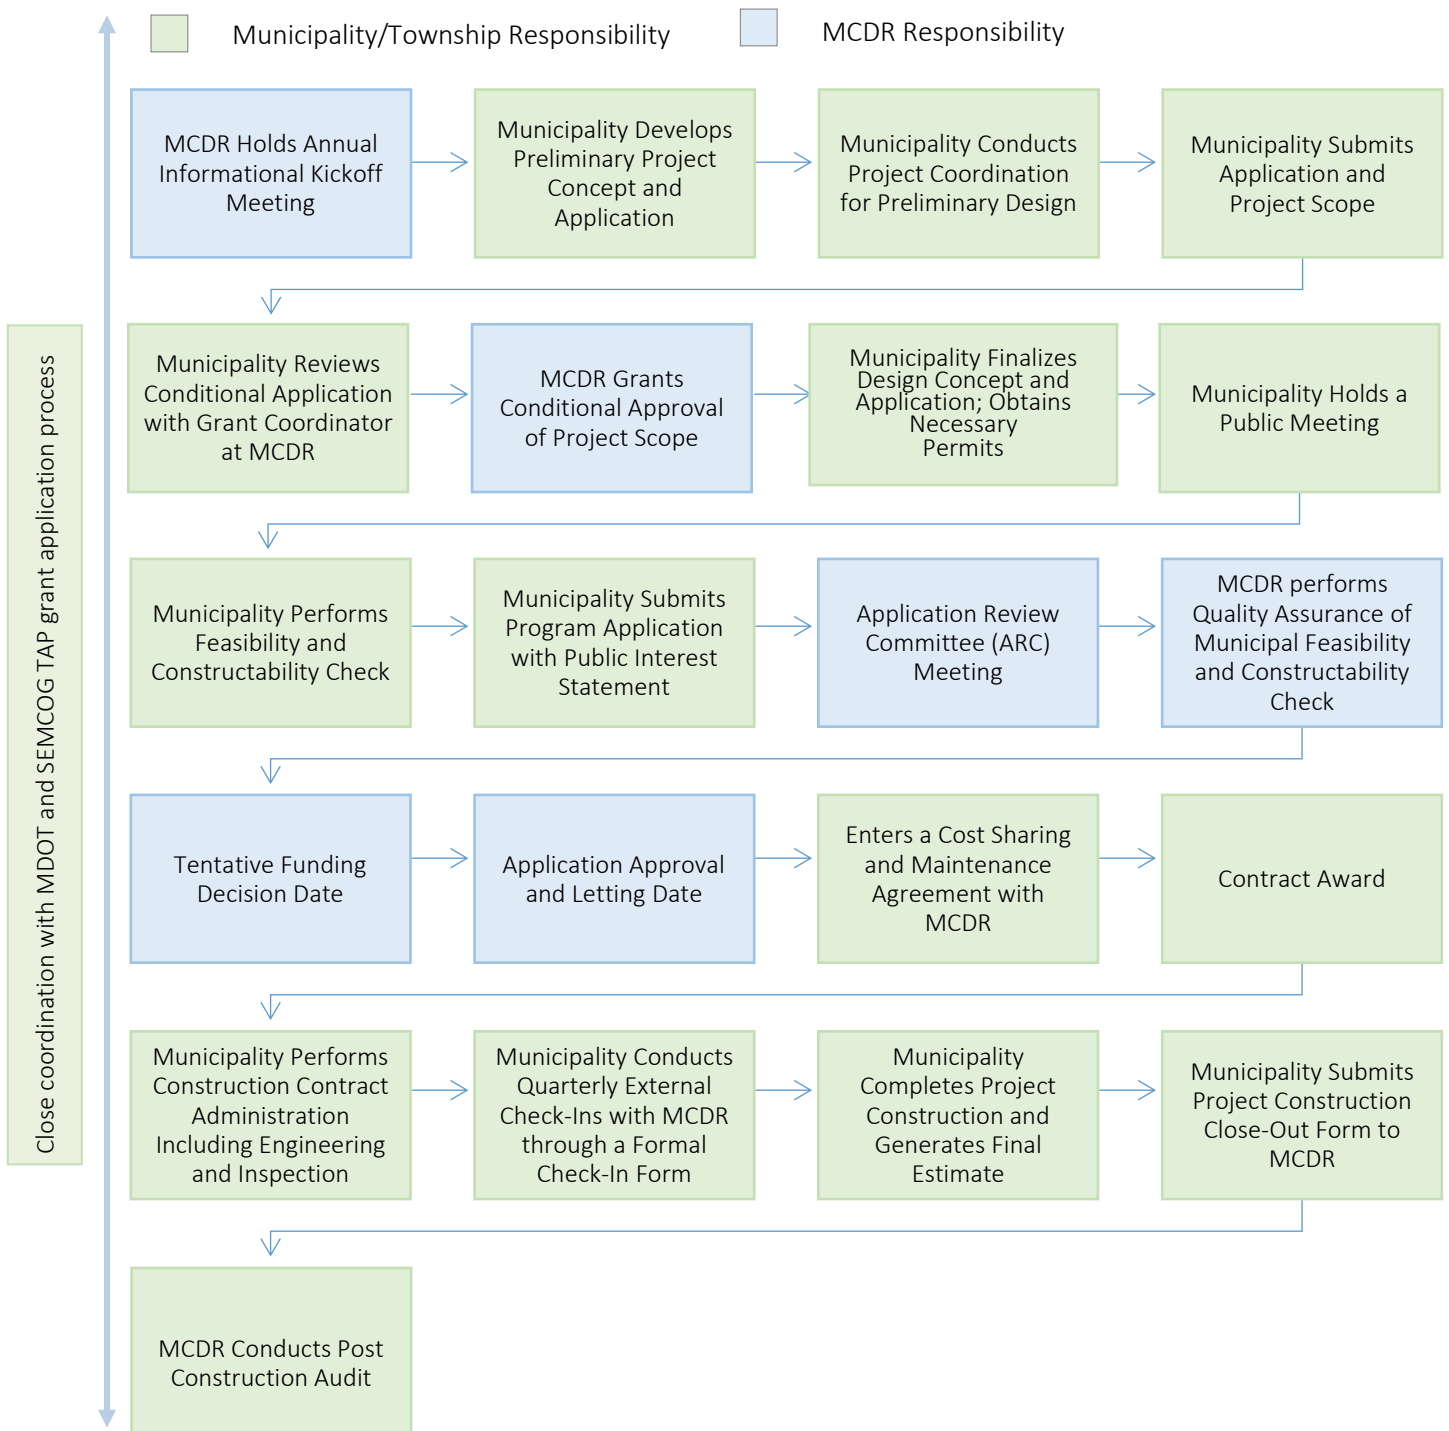 Municipality/Township Responsibility
MCDR Responsibility
MCDR Holds Annual
Informational Kickoff
Meeting
Municipality Develops
Preliminary Project
Concept and
Application
Municipality Conducts
Project Coordination
for Preliminary Design
Municipality Submits
Application and
Project Scope
Municipality Reviews
Conditional Application
with Grant Coordinator
at MCDR
MCDR Grants
Conditional Approval
of Project Scope
Municipality Finalizes
Design Concept and
Application; Obtains
Necessary
Permits
Municipality Holds a
Public Meeting
Municipality Performs
Feasibility and
Constructability Check
Municipality Submits
Program Application
with Public Interest
Statement
Application Review
Committee (ARC)
Meeting
MCDR performs
Quality Assurance of
Municipal Feasibility
and Constructability
Check
Tentative Funding
Decision Date
Application Approval
and Letting Date
Enters a Cost Sharing
and Maintenance
Agreement with
MCDR
Contract Award
Municipality Performs
Construction Contract
Administration
Including Engineering
and Inspection
Municipality Conducts
Quarterly External
Check-Ins with MCDR
through a Formal
Check-In Form
Municipality
Completes Project
Construction and
Generates Final
Estimate
Municipality Submits
Project Construction
Close-Out Form to
MCDR
MCDR Conducts Post
Construction Audit
Close coordination with MDOT and SEMCOG TAP grant application process